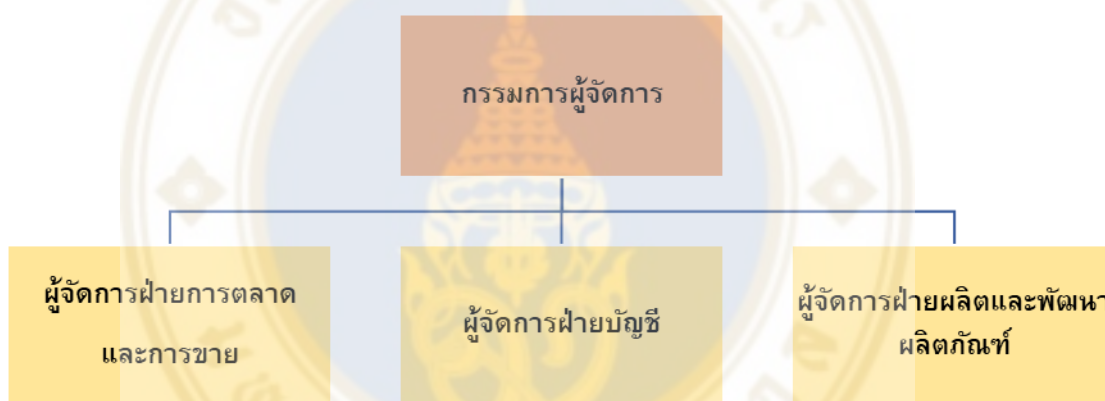 กรรมการผู้จัดการ
ผู้จัดการฝ่ายการตลาด
และการขาย
ผู้จัดการฝ่ายบัญชี
ผู้จัดการฝ่ายผลิตและพัฒนา
ผลิตภัณฑ์